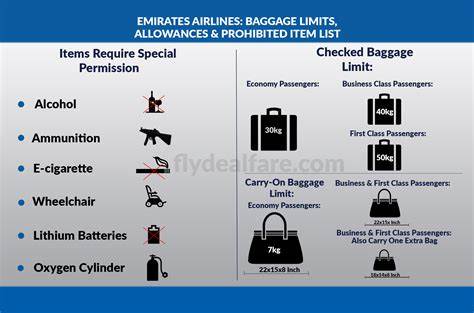 EMIRATES AIRLINES: BAGGAGE LIMITS,
ALLOWANCES & PROHIBITED ITEM LIST
Items Require Special
Permission
Alcohol
Ammunition
E-cigarette
Wheelchair
Lithium Batteries
Oxygen Cylinder
flydealfare.com
Checked Baggage
Limit:
Economy Passengers:
30kg
Business Class Passengers:
40kg
First Class Passengers:
50kg
Carry-On Baggage
Limit:
Economy Passengers:
7kg
22x15x8 Inch
Business & First Class Passengers:
22x15x8 Inch
Business & First Class Passengers:
Also Carry One Extra Bag
18x14x8 Inch